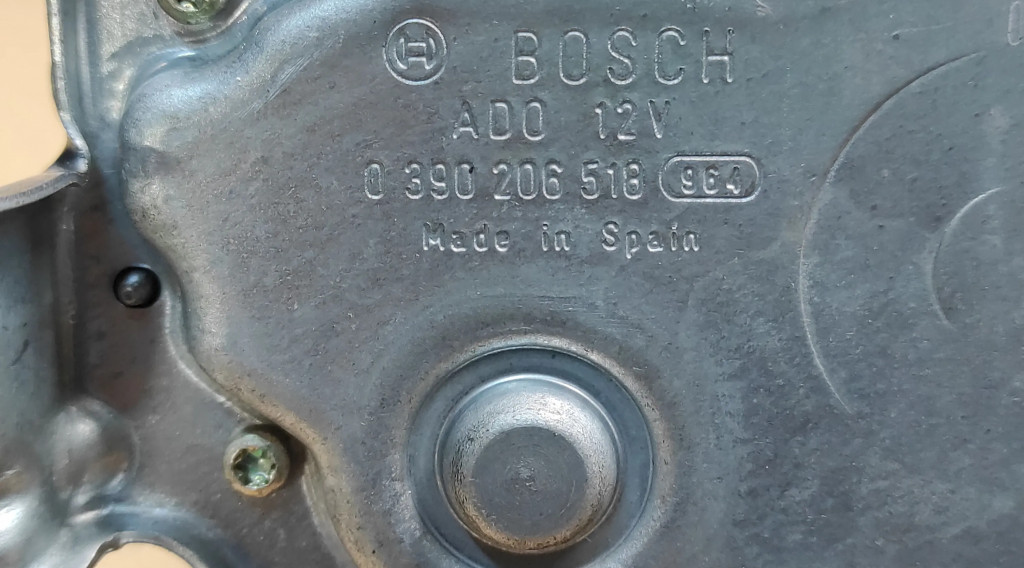 BOSCH
ADO 12V
0 390 206 518 964
Made in Spain